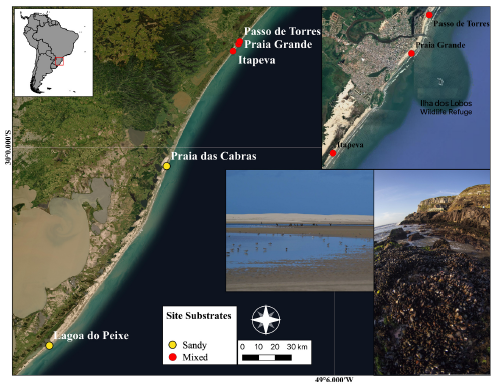 Passo de Torres
Praia Grande
Itapeva
Passo de Torres
Praia Grande
Ilha dos Lobos
Wildlife Refuge
Itapeva
30°0.000'S
Praia das Cabras
Lagoa do Peixe
Site Substrates
Sandy
Mixed
0 10 20 30 km
49°6.000'W